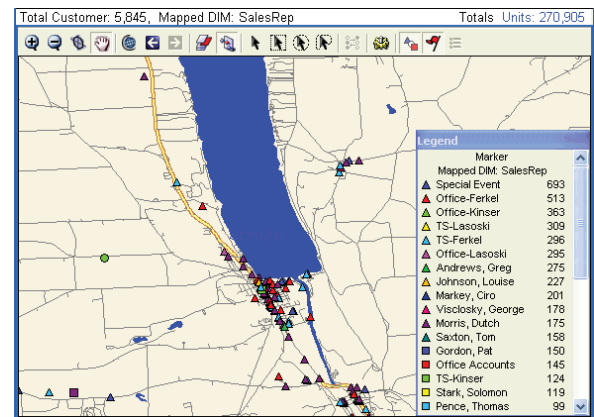 Total Customer: 5,845, Mapped DIM: SalesRep Totals Units: 270,905
Legend
Marker
Mapped DIM: SalesRep
Special Event 693
Office-Ferkel 513
Office-Kinser 363
TS-Lasoski 309
TS-Ferkel 296
Office-Lasoski 295
Andrews, Greg 275
Johnson, Louise 227
Markey, Ciro 201
Visclosky, George 178
Morris, Dutch 175
Saxton, Tom 158
Gordon, Pat 150
Office Accounts 145
TS-Kinser 124
Stark, Solomon 119
Pence, Thomas 99